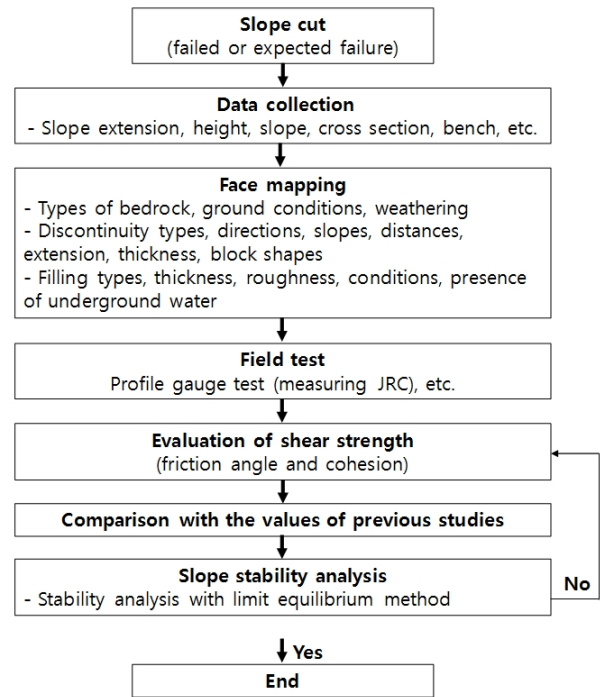 Slope cut
(failed or expected failure)
Data collection
- Slope extension, height, slope, cross section, bench, etc.
Face mapping
- Types of bedrock, ground conditions, weathering
- Discontinuity types, directions, slopes, distances,
extension, thickness, block shapes
- Filling types, thickness, roughness, conditions, presence
of underground water
Field test
Profile gauge test (measuring JRC), etc.
Evaluation of shear strength
(friction angle and cohesion)
Comparison with the values of previous studies
Slope stability analysis
- Stability analysis with limit equilibrium method
No
Yes
End